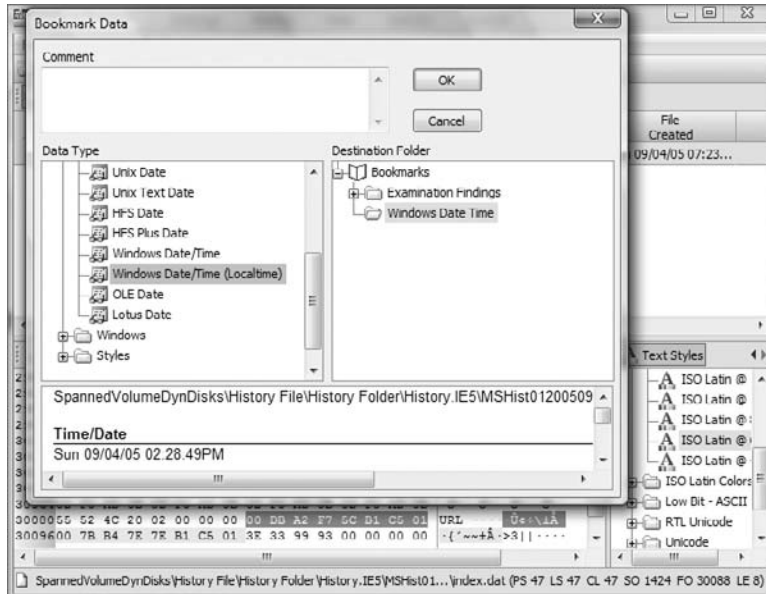 Bookmark Data
Comment
OK
Cancel
File
Created
09/04/05 07:23...
Data Type
Destination Folder
Unix Date
Unix Text Date
HFS Date
HFS Plus Date
Windows Date/Time
Windows Date/Time (Localtime)
OLE Date
Lotus Date
Windows
Styles
Bookmarks
Examination Findings
Windows Date Time
SpannedVolumeDynDisks\History File\History Folder\History.IE5\MSHist01200509
Time/Date
Sun 09/04/05 02.28.49PM
Text Styles
ISO Latin @
ISO Latin @
ISO Latin @
ISO Latin @
ISO Latin @
ISO Latin Colors
Low Bit - ASCII
RTL Unicode
Unicode
30000 55 52 4C 20 02 00 00 00 00 DB A2 F7 5C B1 C5 01 URL
3009600 7B B4 7E 7E B1 C5 01 3E 33 99 93 00 00 00 00
SpannedVolumeDynDisks\History File\History Folder\History.IE5\MSHist01...\index.dat (PS 47 LS 47 CL 47 SO 1424 FO 30088 LE 8)